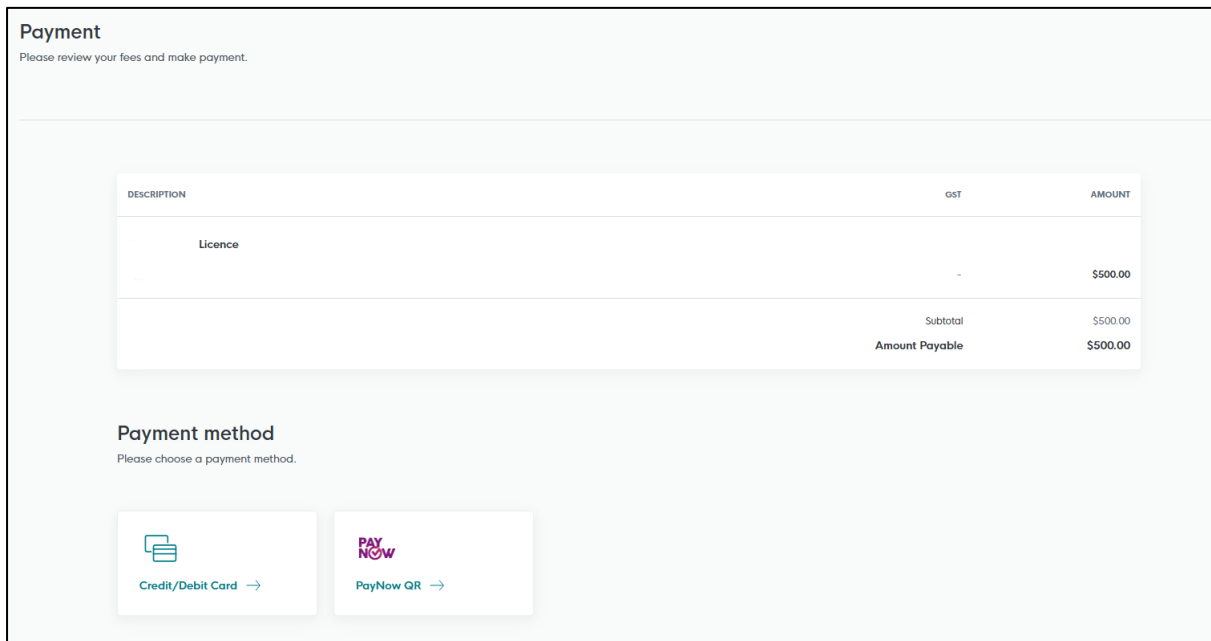 Payment
Please review your fees and make payment.
DESCRIPTION GST AMOUNT
Licence
- $500.00
Subtotal $500.00
Amount Payable $500.00
Payment method
Please choose a payment method.
PAY
NOW
Credit/Debit Card →
PayNow QR →